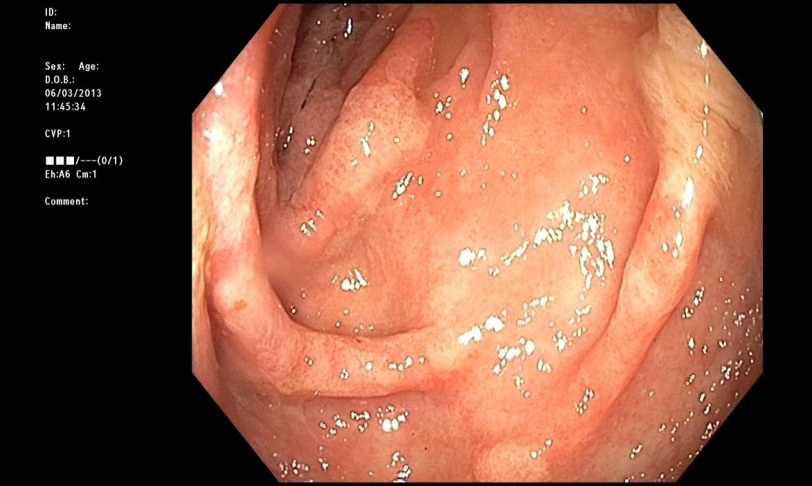 ID:
Name:
Sex: Age:
D.O.B.:
06/03/2013
11:45:34
CVP:1
■■■/---(0/1)
Eh:A6 Cm:1
Comment: